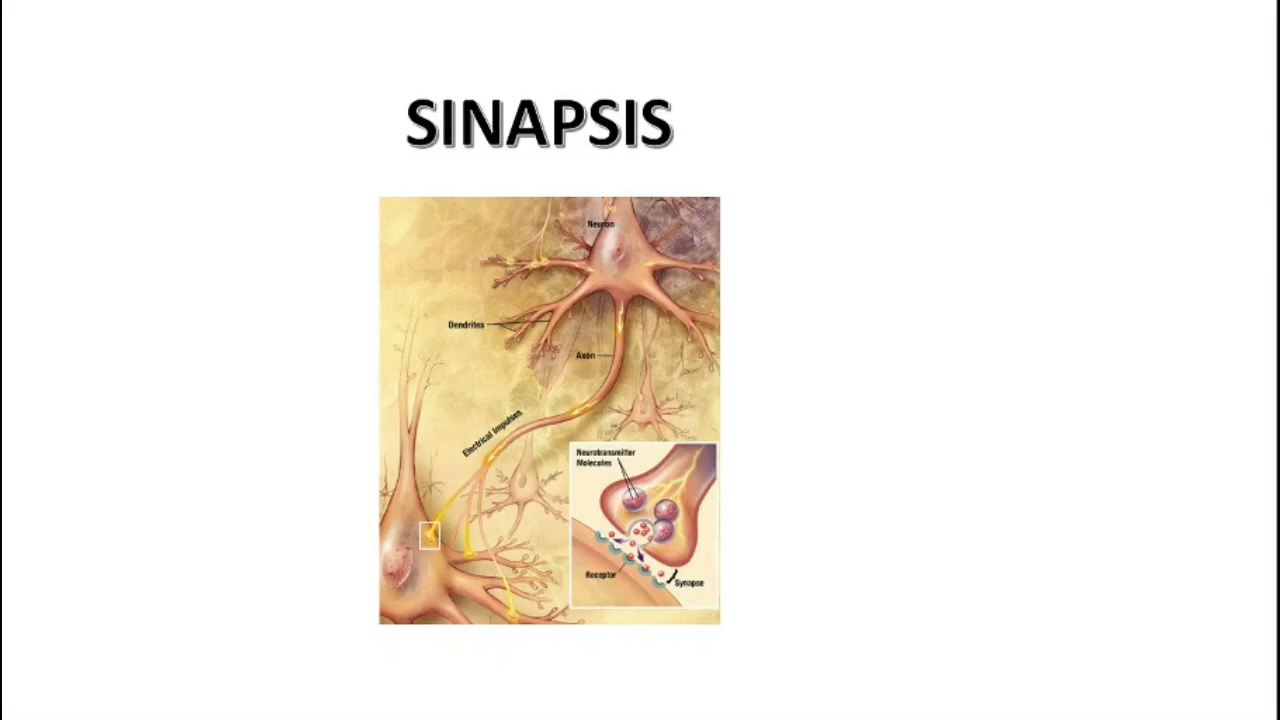 SINAPSIS
Neuron
Dendrites
Axon
Electrical Impulses
Neurotransmitter
Molecules
Receptor
Synapse